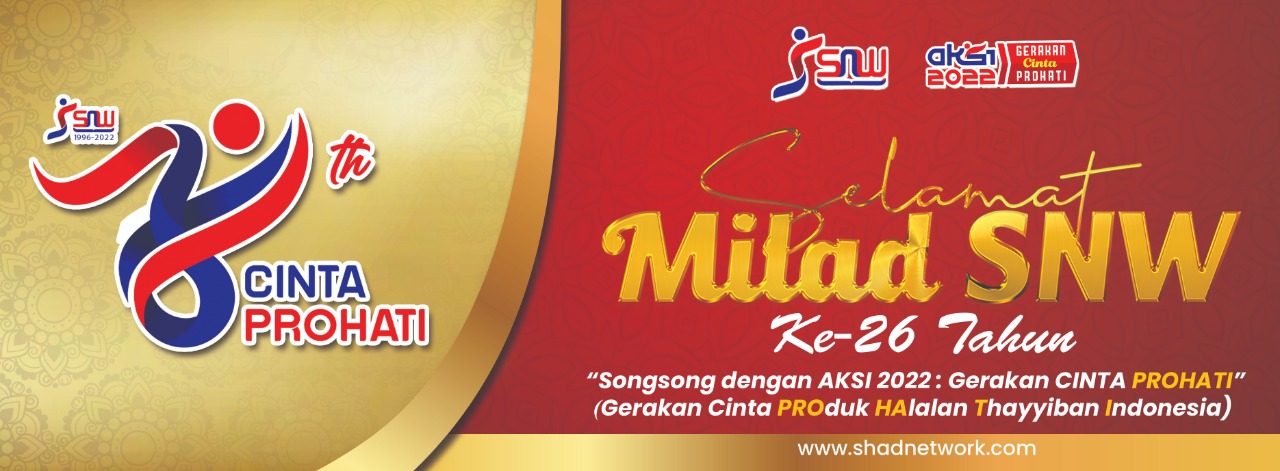 SNW
1996-2022
th
CINTA
PROHATI
SNW
aksi
2022
GERAKAN
Cinta
PROHATI
Selamat
Milad SNW
Ke-26 Tahun
“Songsong dengan AKSI 2022 : Gerakan CINTA PROHATI”
(Gerakan Cinta PROduk HAlalan Thayyiban Indonesia)
www.shadnetwork.com